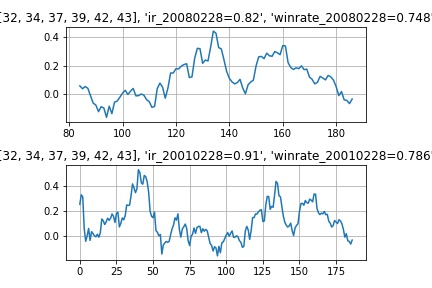 [32, 34, 37, 39, 42, 43], 'ir_20080228=0.82', 'winrate_20080228=0.748'
0.4
0.2
0.0
80 100 120 140 160 180
[32, 34, 37, 39, 42, 43], 'ir_20010228=0.91', 'winrate_20010228=0.786'
0.4
0.2
0.0
0 25 50 75 100 125 150 175